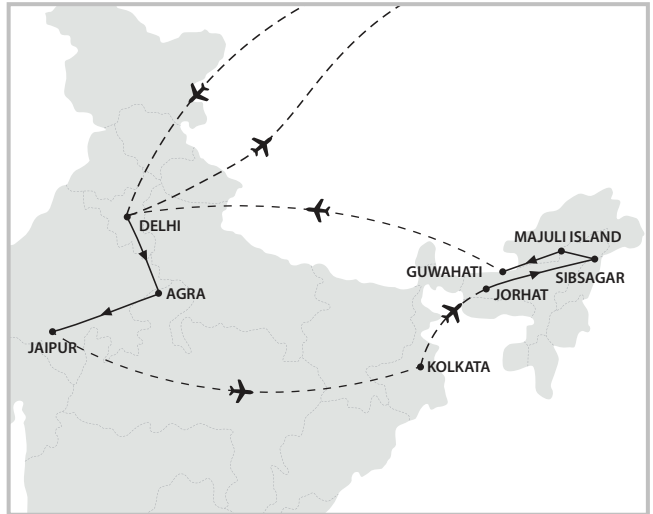 DELHI
MAJULI ISLAND
GUWAHATI
SIBSAGAR
AGRA
JORHAT
JAIPUR
KOLKATA